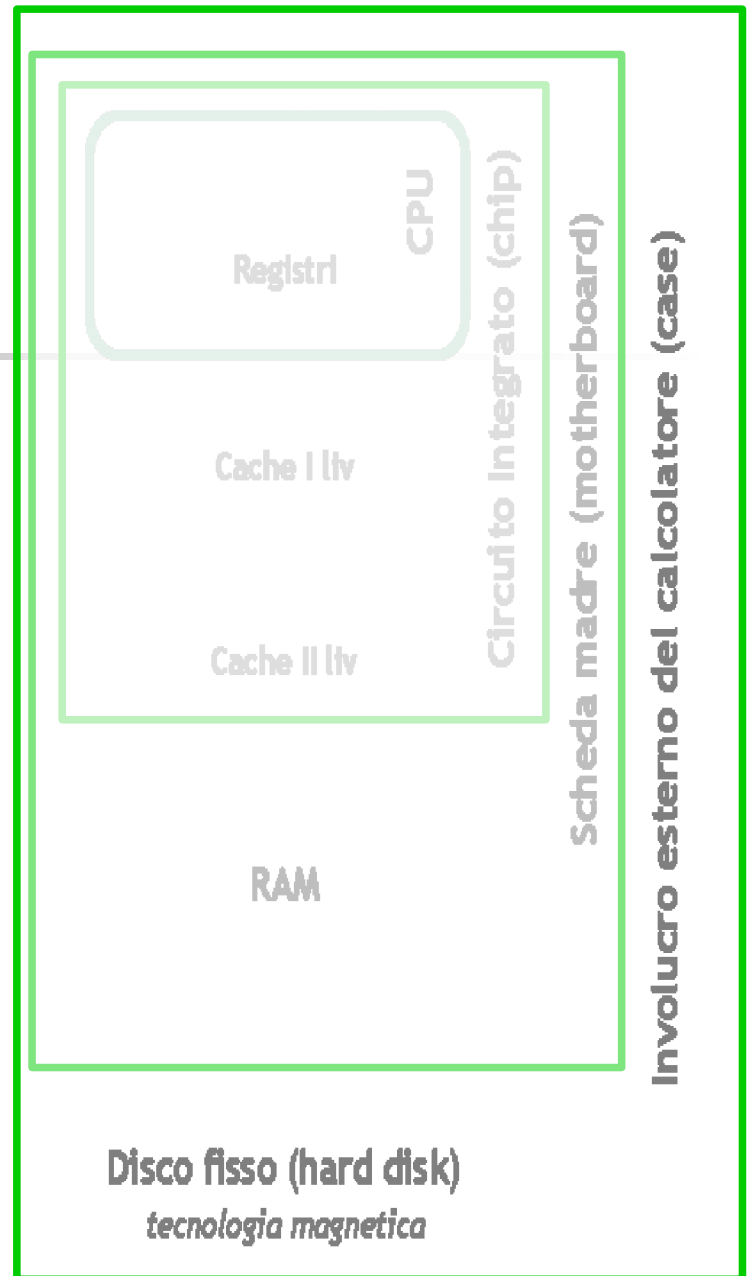 CPU
Registri
Circuito Integrato (chip)
Scheda madre (motherboard)
Involucro esterno del calcolatore (case)
Cache I liv
Cache II liv
RAM
Disco fisso (hard disk)
tecnologia magnetica